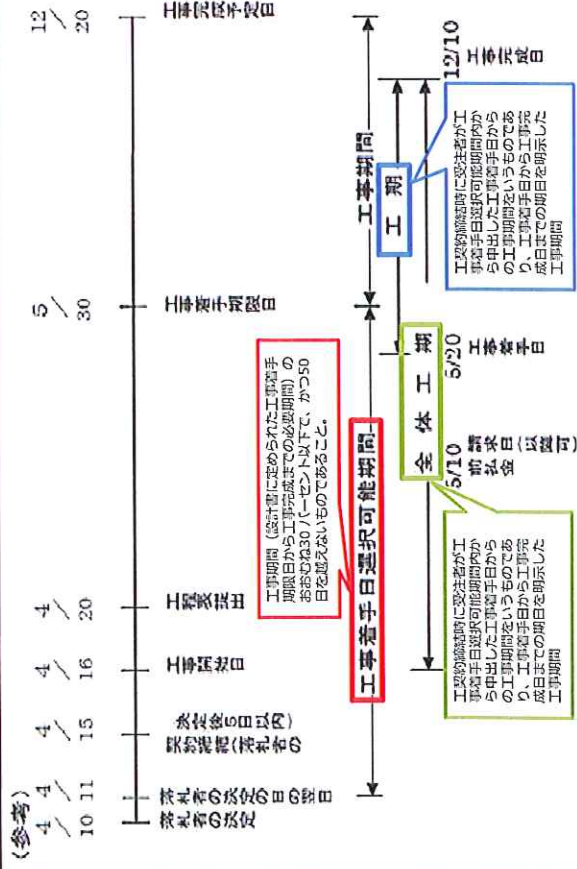 (参考)
4/10
落札者の決定
4/11
落札者の決定の日の翌日
4/15
契約締結(落札者の
決定後5日以内)
4/16
工事開始日
4/20
工程表提出
5/30
工事着手期限日
12/20
工事完成予定日
工事期間(設計書に定められた工事着手
期限日から工事完成までの必要期間)の
おおむね30パーセント以下で、かつ50
日を越えないものであること。
工事着手日選択可能期間
工事期間
全体工期
工 期
5/10
前払金
請求日(以降可)
5/20
工事着手日
12/10
工事完成日
工契約締結時に受注者が工
事着手日選択可能期間内か
ら申出した工事着手日から
の工事期間をいうものであ
り、工事着手日から工事完
成日までの期日を明示した
工事期間
工契約締結時に受注者が工
事着手日選択可能期間内か
ら申出した工事着手日から
の工事期間をいうものであ
り、工事着手日から工事完
成日までの期日を明示した
工事期間